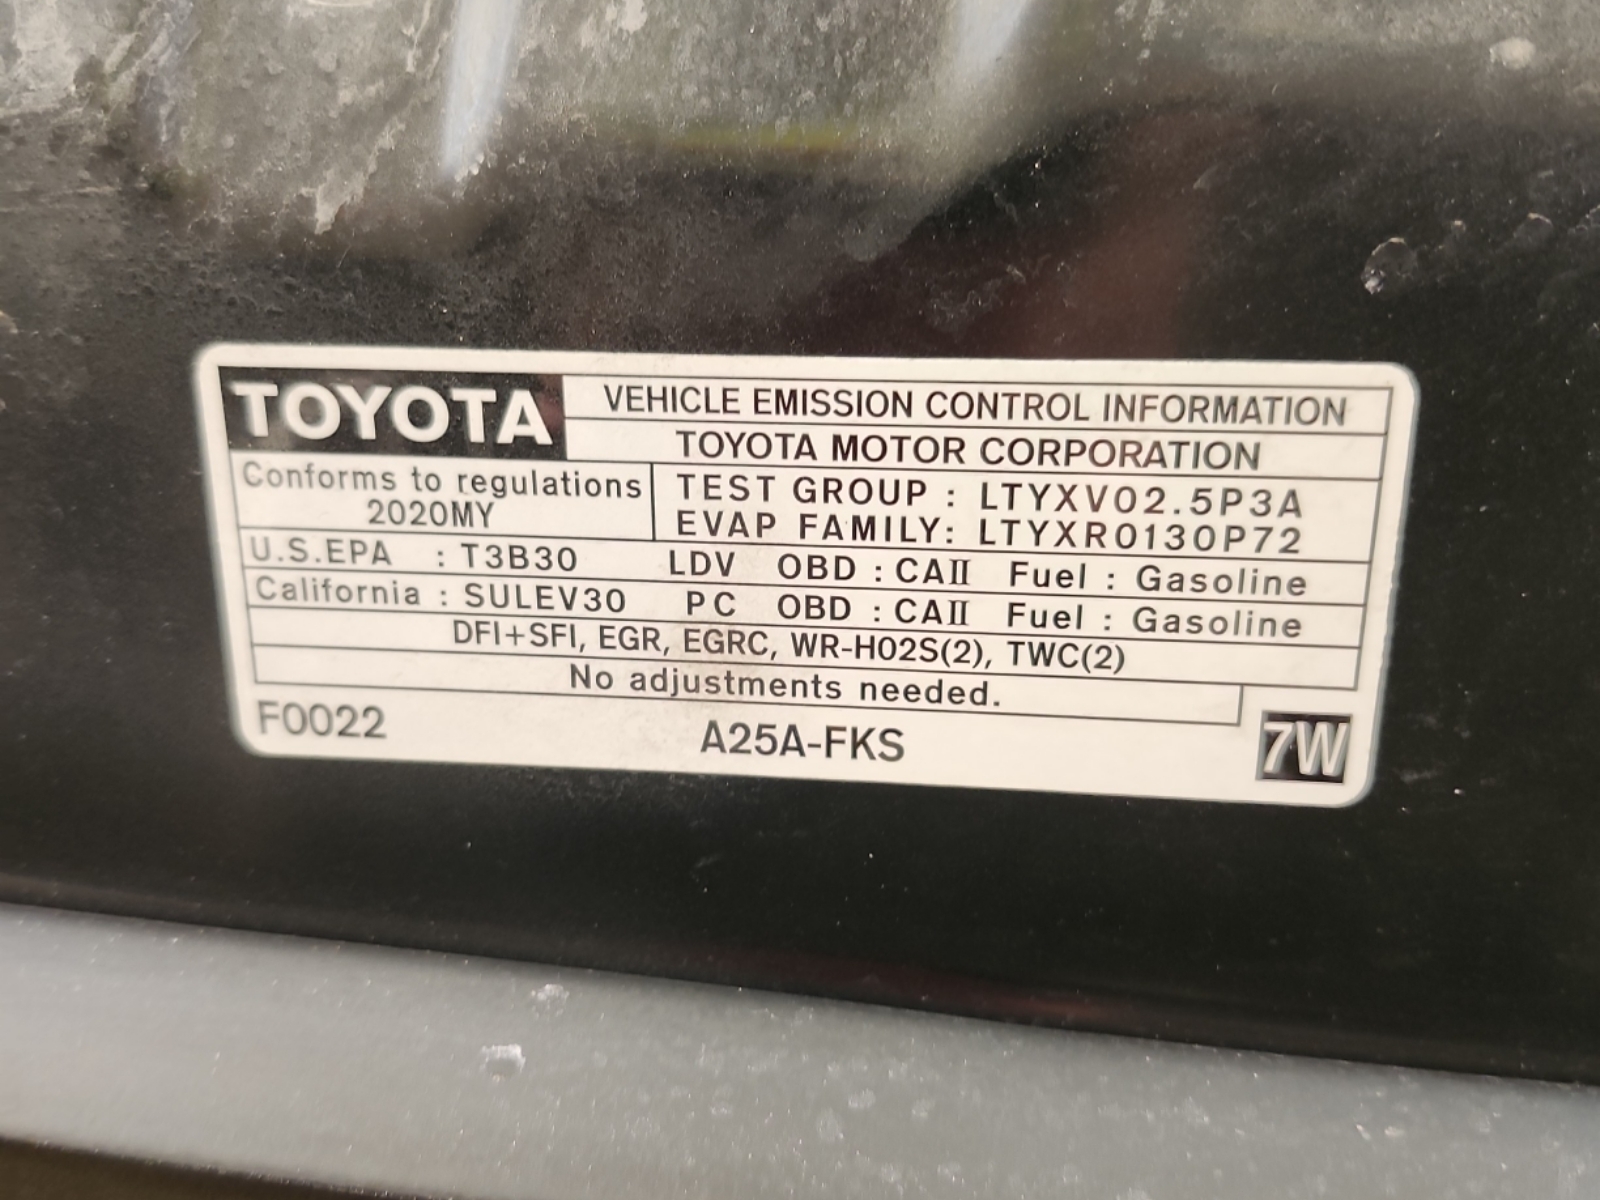 TOYOTA
VEHICLE EMISSION CONTROL INFORMATION
TOYOTA MOTOR CORPORATION
Conforms to regulations
2020MY
TEST GROUP : LTYXV02.5P3A
EVAP FAMILY: LTYXR0130P72
U.S.EPA : T3B30 LDV OBD : CAII Fuel : Gasoline
California : SULEV30 PC OBD : CAII Fuel : Gasoline
DFI+SFI, EGR, EGRC, WR-HO2S(2), TWC(2)
No adjustments needed.
F0022 A25A-FKS 7W